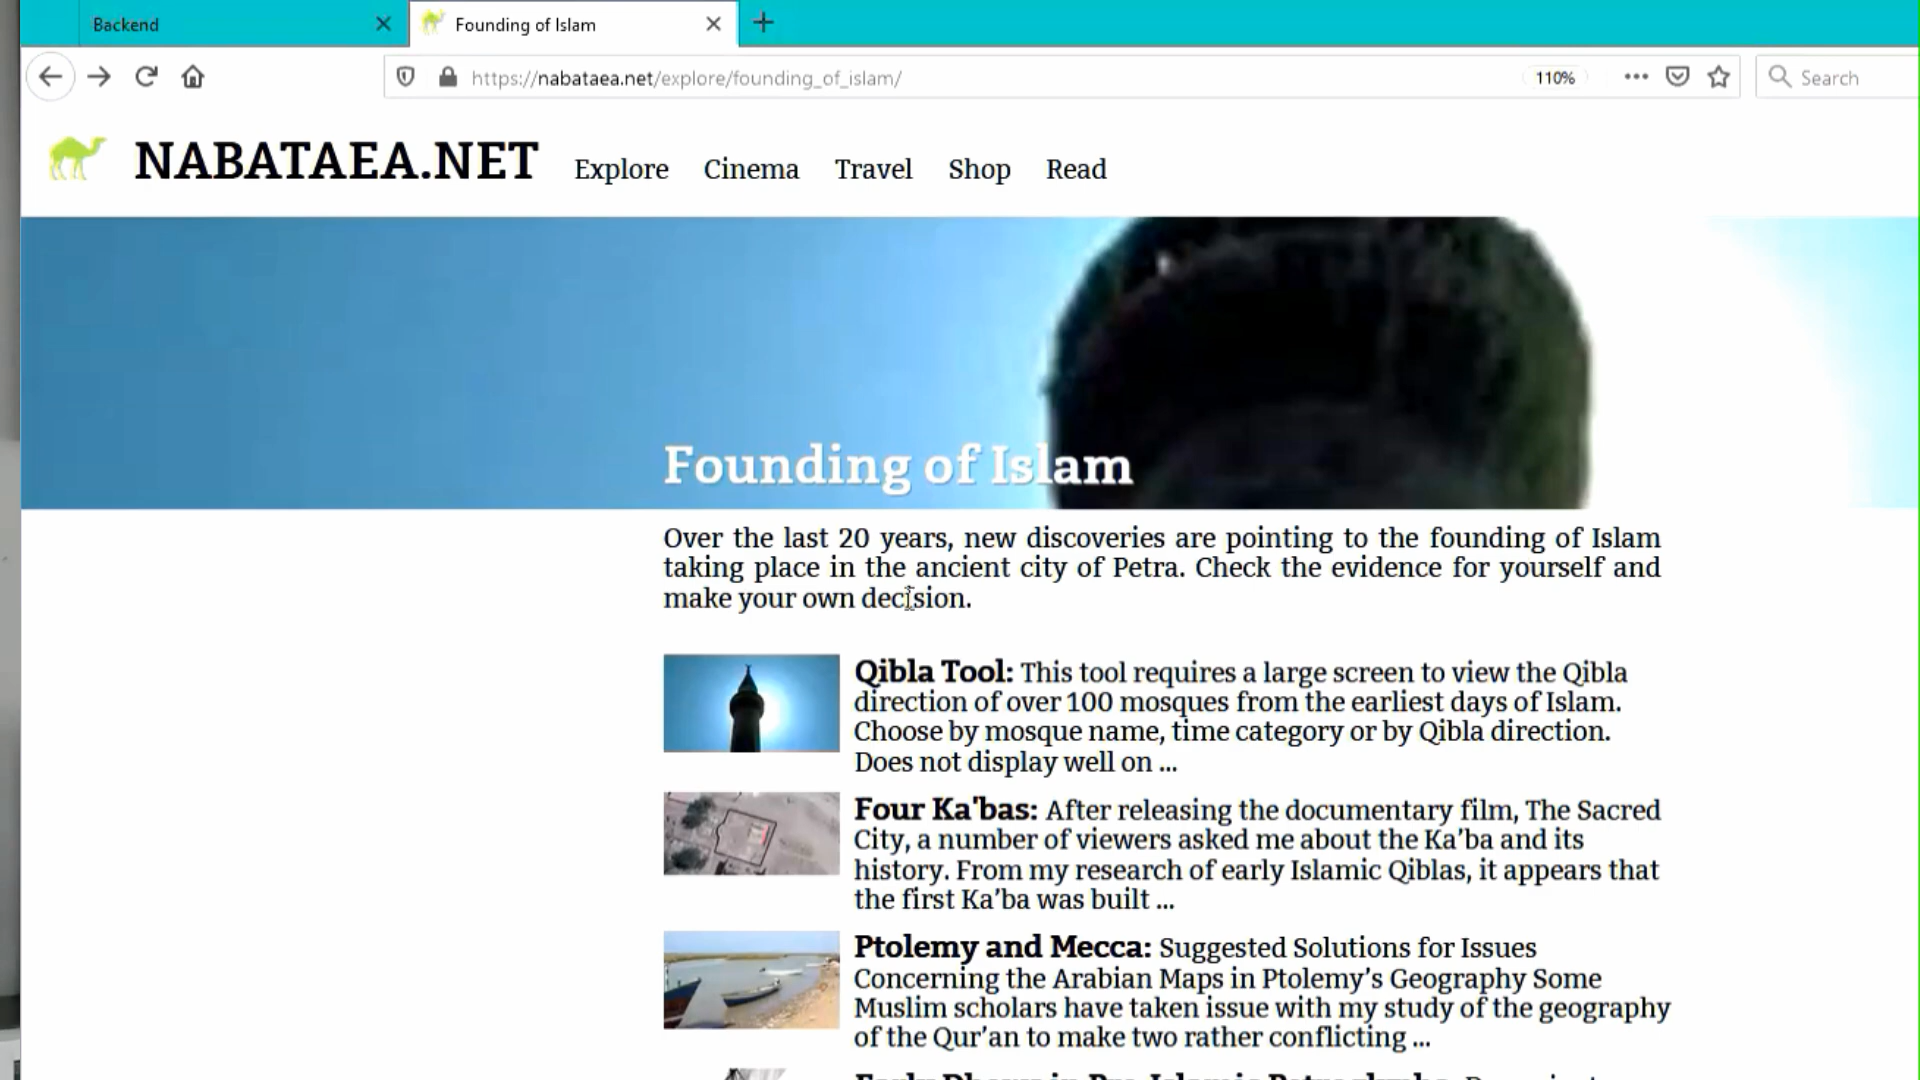 Backend
Founding of Islam
https://nabataea.net/explore/founding_of_islam/
110%
Search
NABATAEA.NET
Explore
Cinema
Travel
Shop
Read
Founding of Islam
Over the last 20 years, new discoveries are pointing to the founding of Islam
taking place in the ancient city of Petra. Check the evidence for yourself and
make your own decision.
Qibla Tool: This tool requires a large screen to view the Qibla
direction of over 100 mosques from the earliest days of Islam.
Choose by mosque name, time category or by Qibla direction.
Does not display well on ...
Four Ka'bas: After releasing the documentary film, The Sacred
City, a number of viewers asked me about the Ka’ba and its
history. From my research of early Islamic Qiblas, it appears that
the first Ka’ba was built ...
Ptolemy and Mecca: Suggested Solutions for Issues
Concerning the Arabian Maps in Ptolemy’s Geography Some
Muslim scholars have taken issue with my study of the geography
of the Qur’an to make two rather conflicting ...